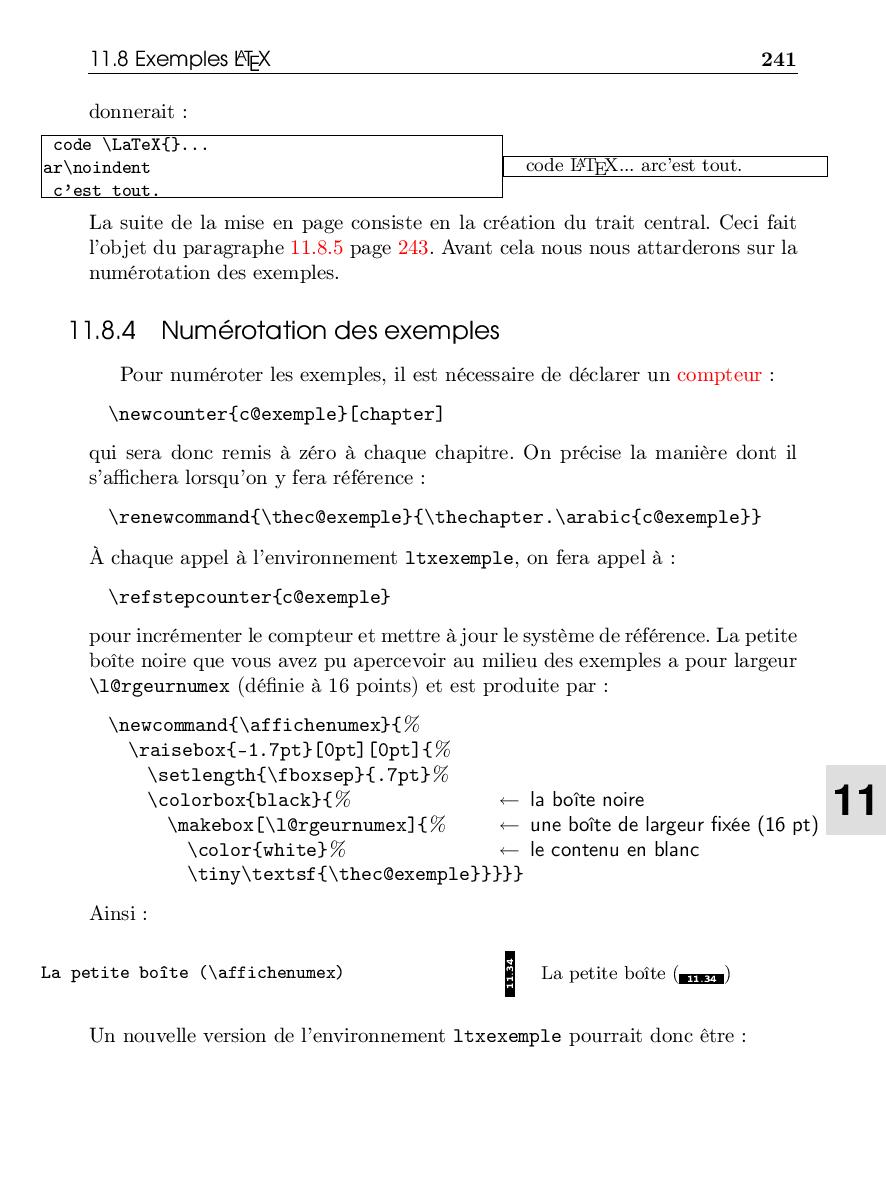 11.8 Exemples LATEX 241
donnerait :
code \LaTeX{}...
ar\noindent
c'est tout.
code LATEX... arc'est tout.
La suite de la mise en page consiste en la création du trait central. Ceci fait
l'objet du paragraphe 11.8.5 page 243. Avant cela nous nous attarderons sur la
numérotation des exemples.
11.8.4 Numérotation des exemples
Pour numéroter les exemples, il est nécessaire de déclarer un compteur :
\newcounter{c@exemple}[chapter]
qui sera donc remis à zéro à chaque chapitre. On précise la manière dont il
s'affichera lorsqu'on y fera référence :
\renewcommand{\thec@exemple}{\thechapter.\arabic{c@exemple}}
À chaque appel à l'environnement ltxexemple, on fera appel à :
\refstepcounter{c@exemple}
pour incrémenter le compteur et mettre à jour le système de référence. La petite
boîte noire que vous avez pu apercevoir au milieu des exemples a pour largeur
\l@rgeurnumex (définie à 16 points) et est produite par :
\newcommand{\affichenumex}{%
\raisebox{-1.7pt}[0pt][0pt]{%
\setlength{\fboxsep}{.7pt}%
\colorbox{black}{% ← la boîte noire
\makebox[\l@rgeurnumex]{% ← une boîte de largeur fixée (16 pt)
\color{white}% ← le contenu en blanc
\tiny\textsf{\thec@exemple}}}}}
11
Ainsi :
La petite boîte (\affichenumex) 11.34 La petite boîte (11.34)
Un nouvelle version de l'environnement ltxexemple pourrait donc être :